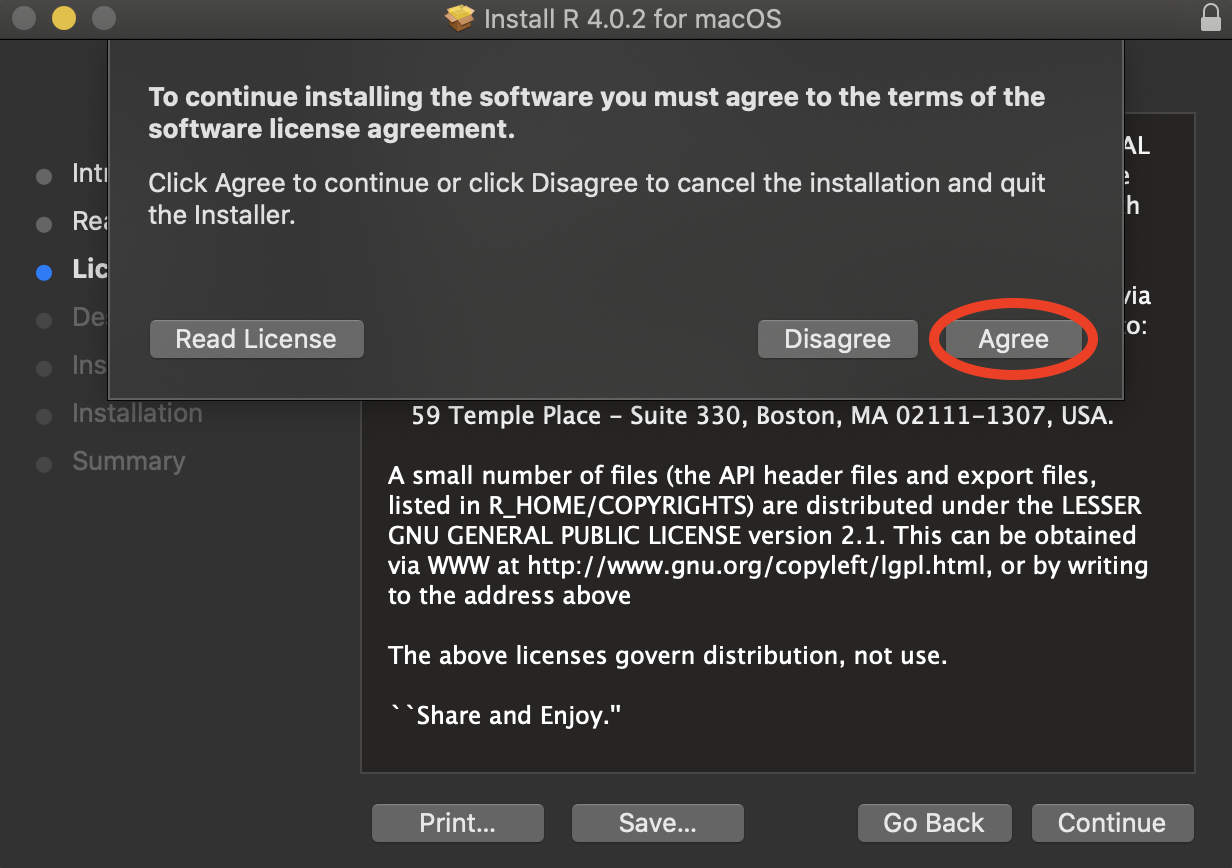 Install R 4.0.2 for macOS
To continue installing the software you must agree to the terms of the
software license agreement.
Click Agree to continue or click Disagree to cancel the installation and quit
the Installer.
Read License
Disagree
Agree
Installation
Summary
via
59 Temple Place – Suite 330, Boston, MA 02111-1307, USA.
A small number of files (the API header files and export files,
listed in R_HOME/COPYRIGHTS) are distributed under the LESSER
GNU GENERAL PUBLIC LICENSE version 2.1. This can be obtained
via WWW at http://www.gnu.org/copyleft/lgpl.html, or by writing
to the address above
The above licenses govern distribution, not use.
``Share and Enjoy.''
Print...
Save...
Go Back
Continue